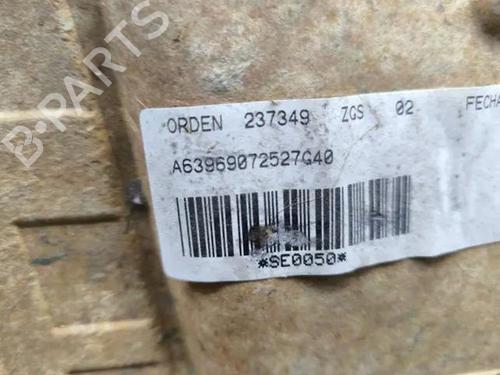 B-PARTS
ORDEN 237349 ZGS 02 FECHA
A63969072527G40
*SE0050*